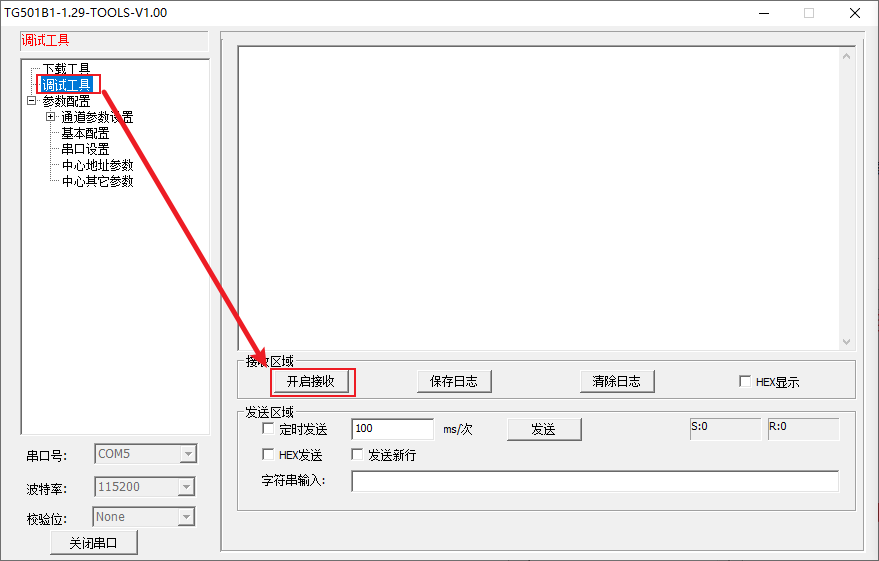 TG501B1-1.29-TOOLS-V1.00
调试工具
下载工具
调试工具
参数配置
通道参数设置
基本配置
串口设置
中心地址参数
中心其它参数
串口号: COM5
波特率: 115200
校验位: None
关闭串口
接收区域
开启接收 保存日志 清除日志 HEX显示
发送区域
定时发送 100 ms/次 发送 S:0 R:0
HEX发送 发送新行
字符串输入: